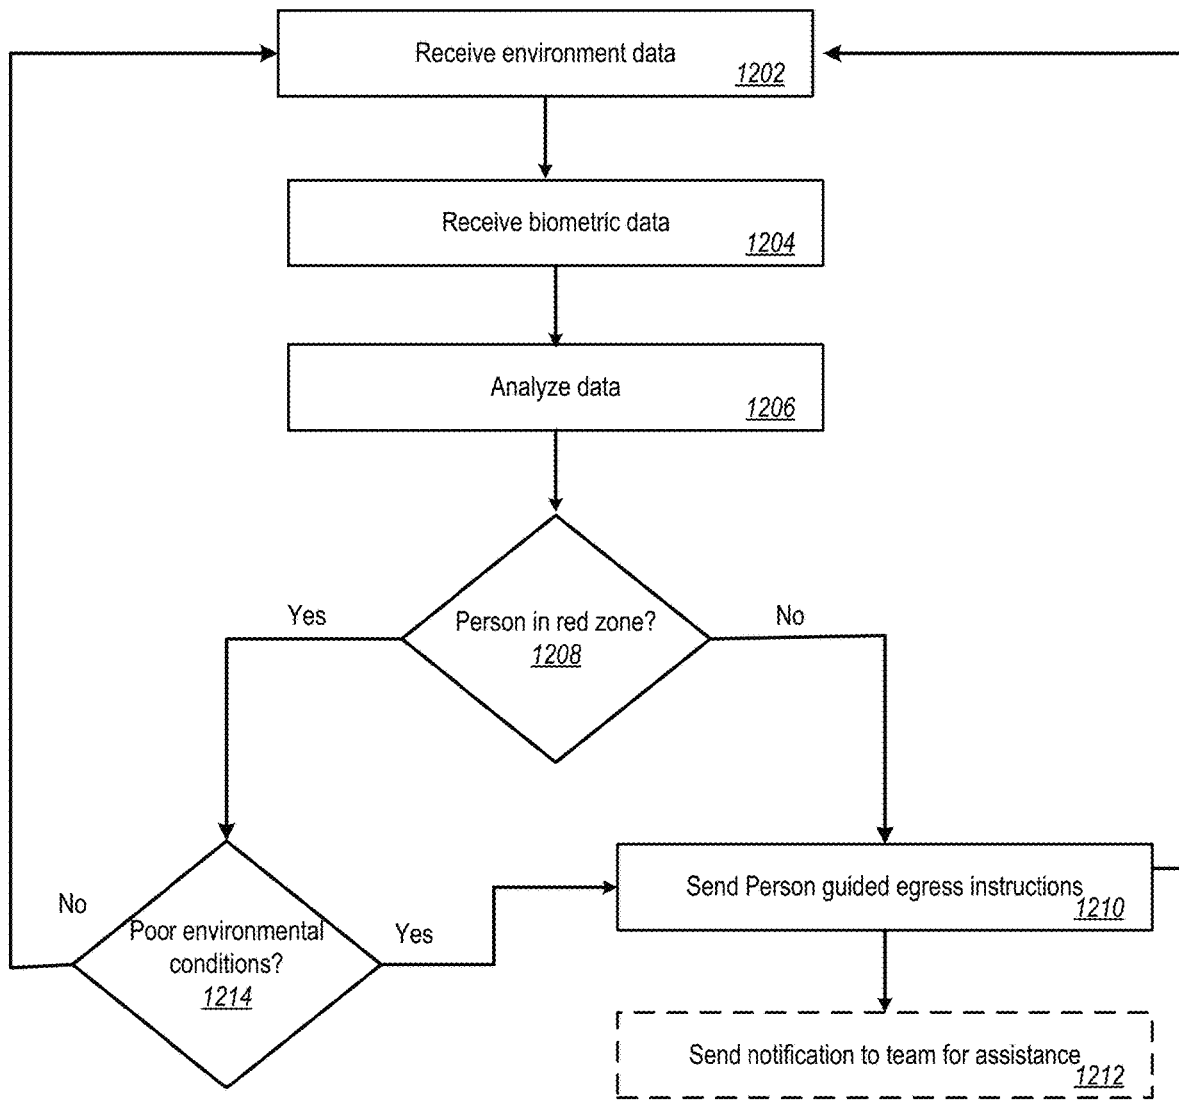 Receive environment data
1202
Receive biometric data
1204
Analyze data
1206
Yes
Person in red zone?
No
1208
No
Poor environmental
Yes
conditions?
1214
Send Person guided egress instructions
1210
Send notification to team for assistance
1212